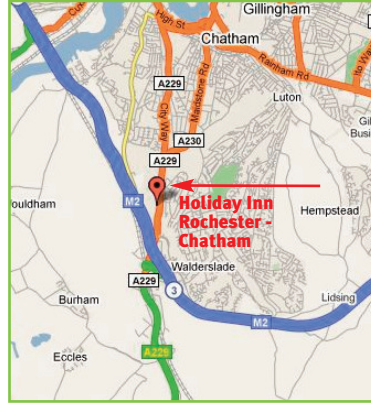 Gillingham
High St
Chatham
Rainham Rd
A229
Maidstone Rd
Luton
City Way
A230
A229
Holiday Inn
Rochester -
Chatham
M2
Hempstead
Walderslade
A229
3
Lidsing
Burham
M2
Eccles
A229